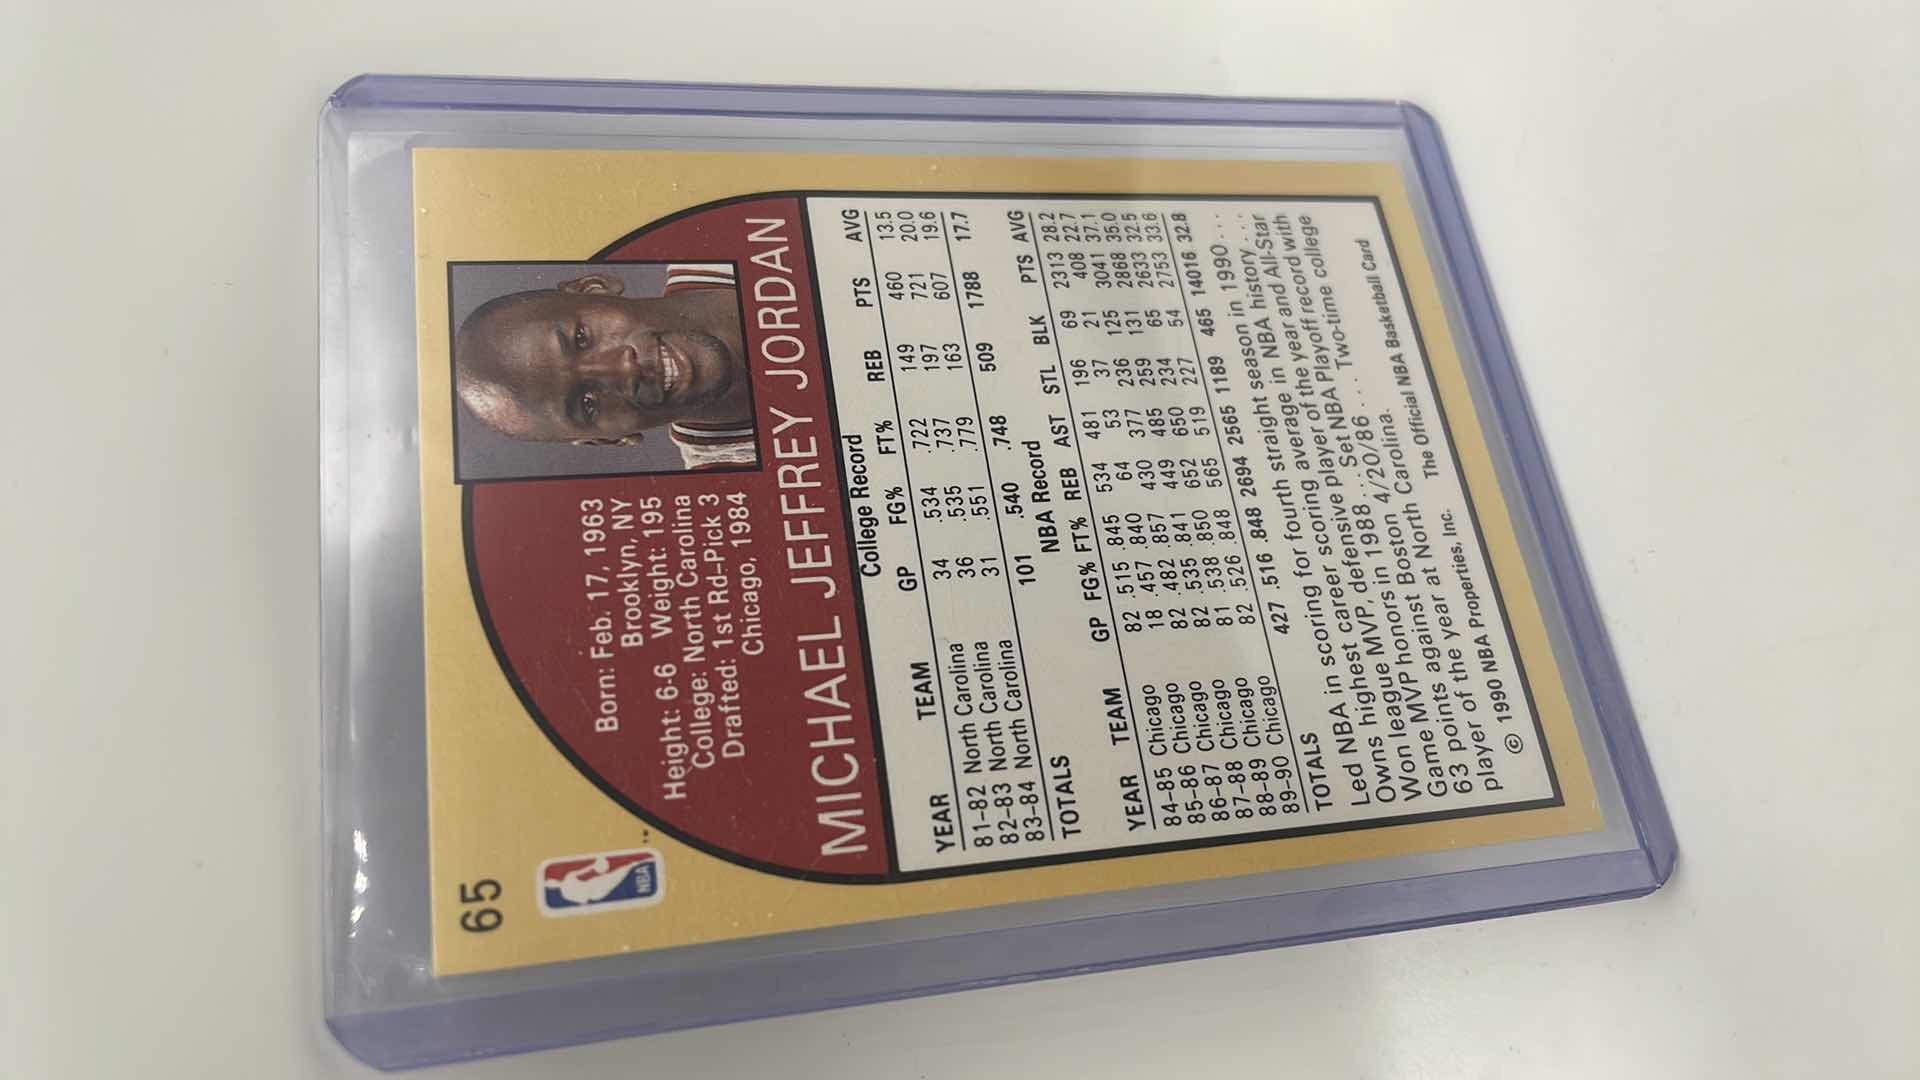 65
NBA
Born: Feb. 17, 1963
Brooklyn, NY
Height: 6-6 Weight: 195
College: North Carolina
Drafted: 1st Rd-Pick 3
Chicago, 1984
MICHAEL JEFFREY JORDAN
College Record
YEAR TEAM GP FG% FT% REB PTS AVG
81-82 North Carolina 34 .534 .722 149 460 13.5
82-83 North Carolina 36 .535 .737 197 721 20.0
83-84 North Carolina 31 .551 .779 163 607 19.6
TOTALS 101 .540 .748 509 1788 17.7
NBA Record
YEAR TEAM GP FG% FT% REB AST STL BLK PTS AVG
84-85 Chicago 82 .515 .845 534 481 196 69 2313 28.2
85-86 Chicago 18 .457 .840 64 53 37 21 408 22.7
86-87 Chicago 82 .482 .857 430 377 236 125 3041 37.1
87-88 Chicago 82 .535 .841 449 485 259 131 2868 35.0
88-89 Chicago 81 .538 .850 652 650 234 65 2633 32.5
89-90 Chicago 82 .526 .848 565 519 227 54 2753 33.6
TOTALS 427 .516 .848 2694 2565 1189 465 14016 32.8
Led NBA in scoring for fourth straight season in 1990 . . .
Owns highest career scoring average in NBA history . . .
Won league MVP, defensive player of the year and All-Star
Game MVP honors in 1988 . . . Set NBA Playoff record with
63 points against Boston 4/20/86 . . . Two-time college
player of the year at North Carolina.
© 1990 NBA Properties, Inc. The Official NBA Basketball Card